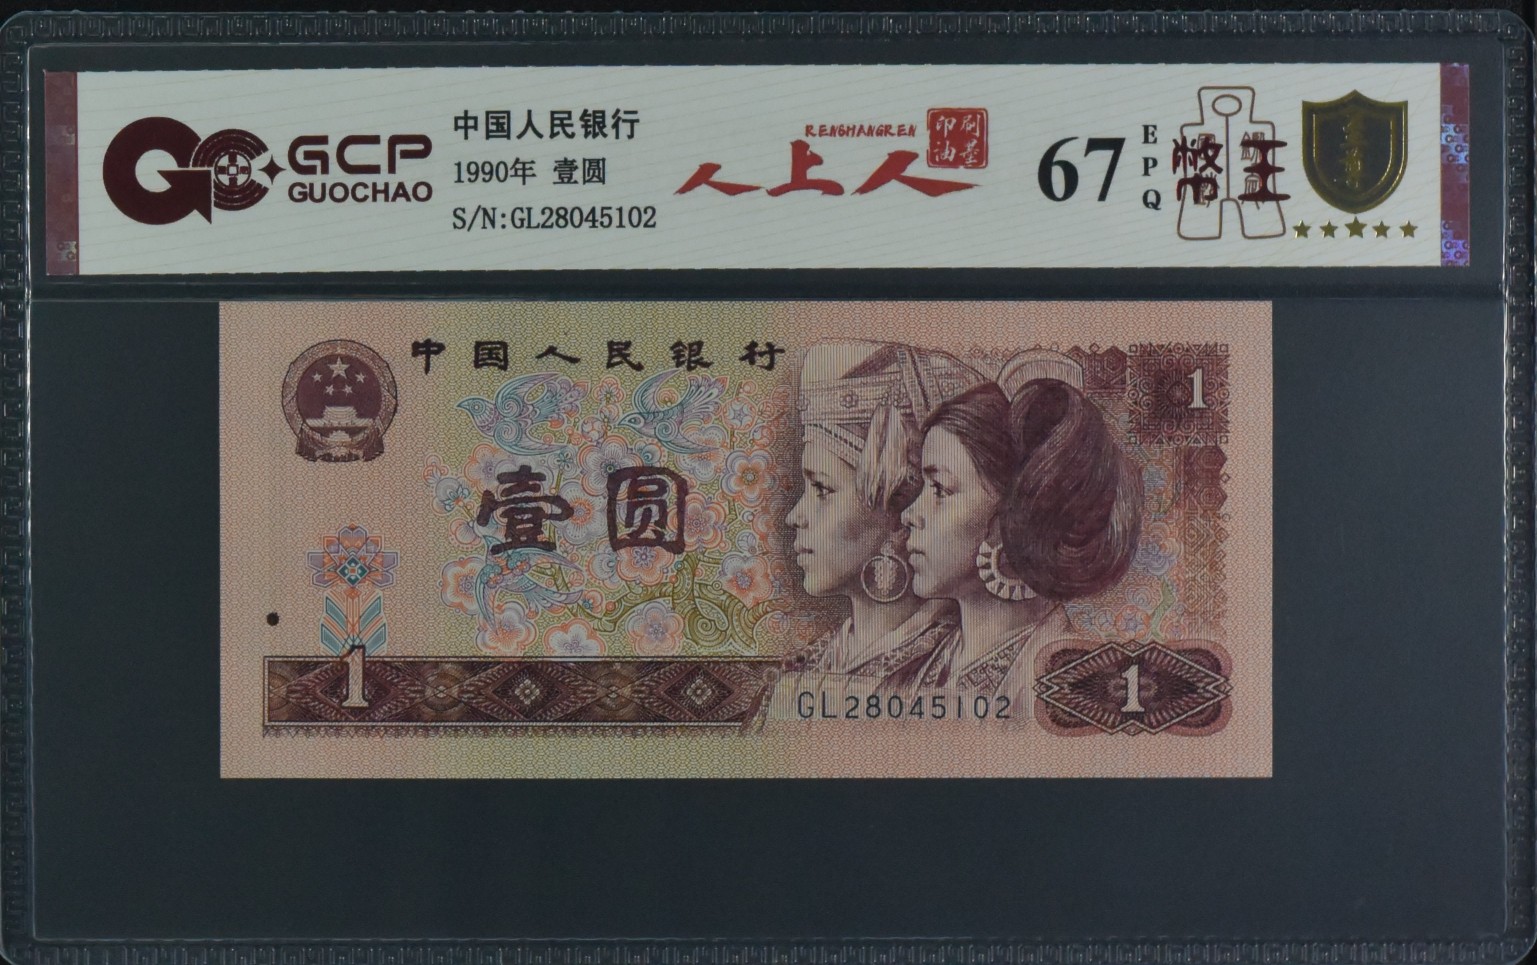 GCP
GUOCHAO
中国人民银行
1990年 壹圆
S/N:GL28045102
RENSHANGREN
人上人
印刷
油墨
67
EPQ
中国人民银行
1
壹圆
1
GL28045102
1